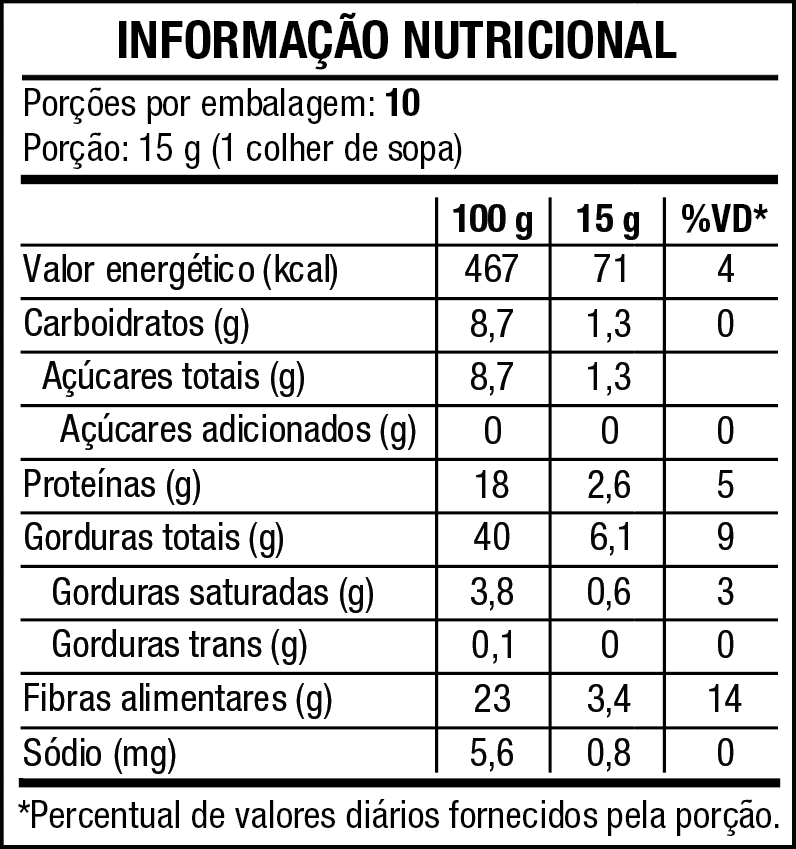 INFORMAÇÃO NUTRICIONAL
Porções por embalagem: 10
Porção: 15 g (1 colher de sopa)
100 g 15 g %VD*
Valor energético (kcal) 467 71 4
Carboidratos (g) 8,7 1,3 0
Açúcares totais (g) 8,7 1,3
Açúcares adicionados (g) 0 0 0
Proteínas (g) 18 2,6 5
Gorduras totais (g) 40 6,1 9
Gorduras saturadas (g) 3,8 0,6 3
Gorduras trans (g) 0,1 0 0
Fibras alimentares (g) 23 3,4 14
Sódio (mg) 5,6 0,8 0
*Percentual de valores diários fornecidos pela porção.